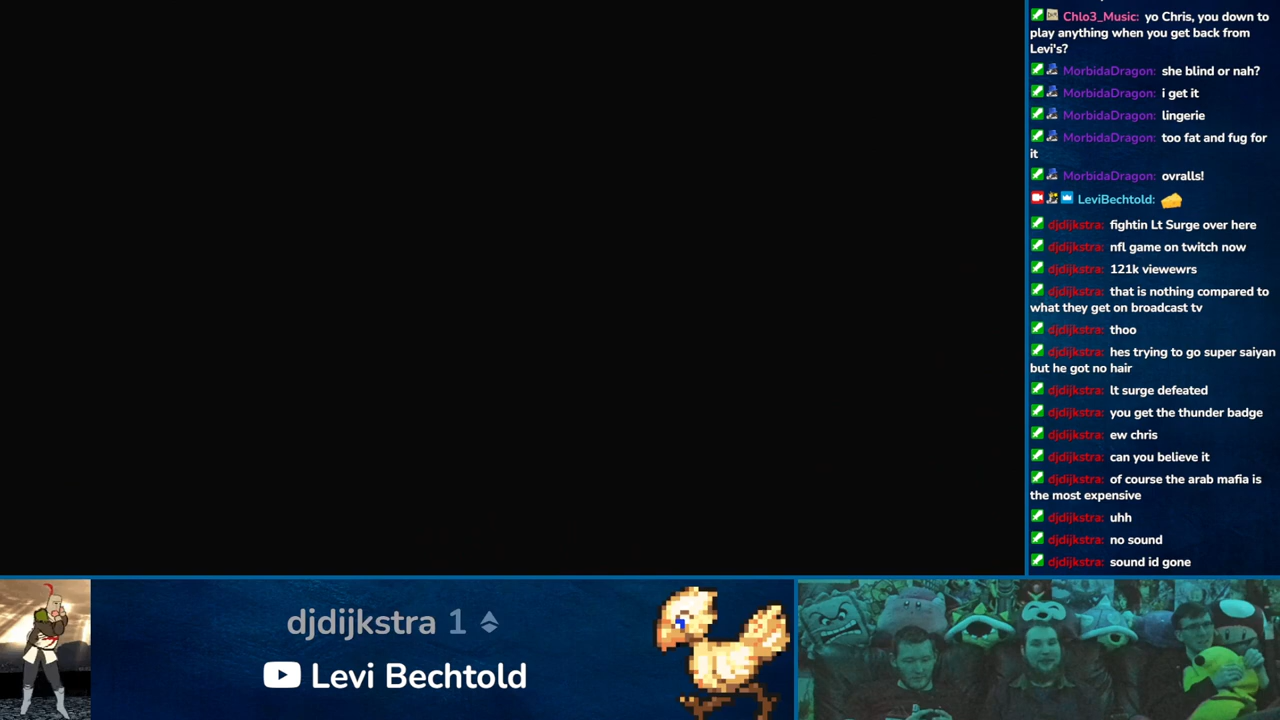 Chlo3_Music: yo Chris, you down to
play anything when you get back from
Levi's?
MorbidaDragon: she blind or nah?
MorbidaDragon: i get it
MorbidaDragon: lingerie
MorbidaDragon: too fat and fug for
it
MorbidaDragon: ovralls!
LeviBechtold:
djdijkstra: fightin Lt Surge over here
djdijkstra: nfl game on twitch now
djdijkstra: 121k viewewrs
djdijkstra: that is nothing compared to
what they get on broadcast tv
djdijkstra: thoo
djdijkstra: hes trying to go super saiyan
but he got no hair
djdijkstra: lt surge defeated
djdijkstra: you get the thunder badge
djdijkstra: ew chris
djdijkstra: can you believe it
djdijkstra: of course the arab mafia is
the most expensive
djdijkstra: uhh
djdijkstra: no sound
djdijkstra: sound id gone
djdijkstra 1
Levi Bechtold